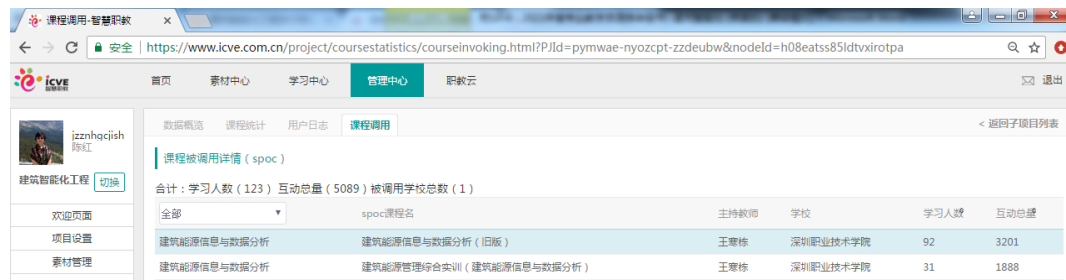 课程调用-智慧职教
安全 | https://www.icve.com.cn/project/coursestatistics/courseinvoking.html?PJId=pymwae-nyozcpt-zzdeubw&nodeId=h08eatss85ldtvxirotpa
icve 智慧职教 首页 素材中心 学习中心 管理中心 职教云 退出
jzznhgcjish
陈红
建筑智能化工程 切换
欢迎页面
项目设置
素材管理
数据概览 课程统计 用户日志 课程调用 < 返回子项目列表
课程被调用详情(spoc)
合计:学习人数(123) 互动总量(5089)被调用学校总数(1)
全部 spoc课程名 主持教师 学校 学习人数 互动总量
建筑能源信息与数据分析 建筑能源信息与数据分析(旧版) 王寒栋 深圳职业技术学院 92 3201
建筑能源信息与数据分析 建筑能源管理综合实训(建筑能源信息与数据分析) 王寒栋 深圳职业技术学院 31 1888